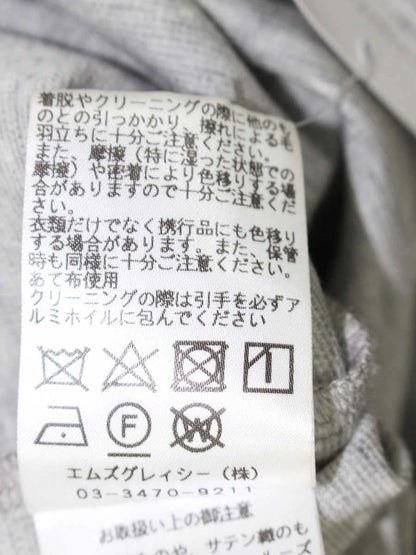 着脱やクリーニングの際に他のも
のとの引っかかり、擦れによる毛
羽立ちに十分ご注意ください。
また、摩擦（特に湿った状態での
摩擦）や密着により色移りする場
合がありますので十分ご注意くだ
さい。
衣類だけでなく携行品にも色移り
する場合があります。また、保管
時も同様に十分ご注意ください。
あて布使用
クリーニングの際は引手を必ずア
ルミホイルに包んでください
F W
エムズグレイシー（株）
03-3470-9211
お取扱い上の御注意
ものや、サテン織のも